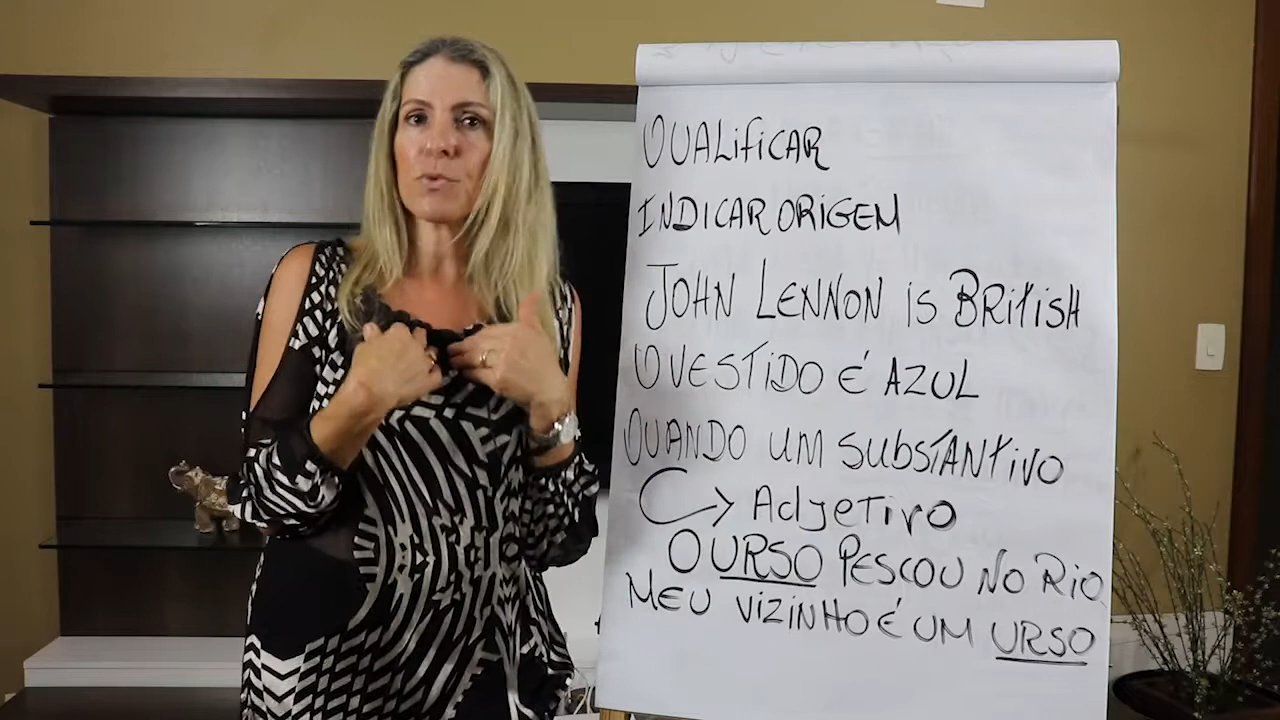 QUALIFICAR
INDICAR ORIGEM
JOHN LENNON is BRitisH
O VESTIDO É AZUL
QUANDO UM SUBSTANTIVO
Adjetivo
O URSO PESCOU NO RiO
MEU VIZINHO É UM URSO